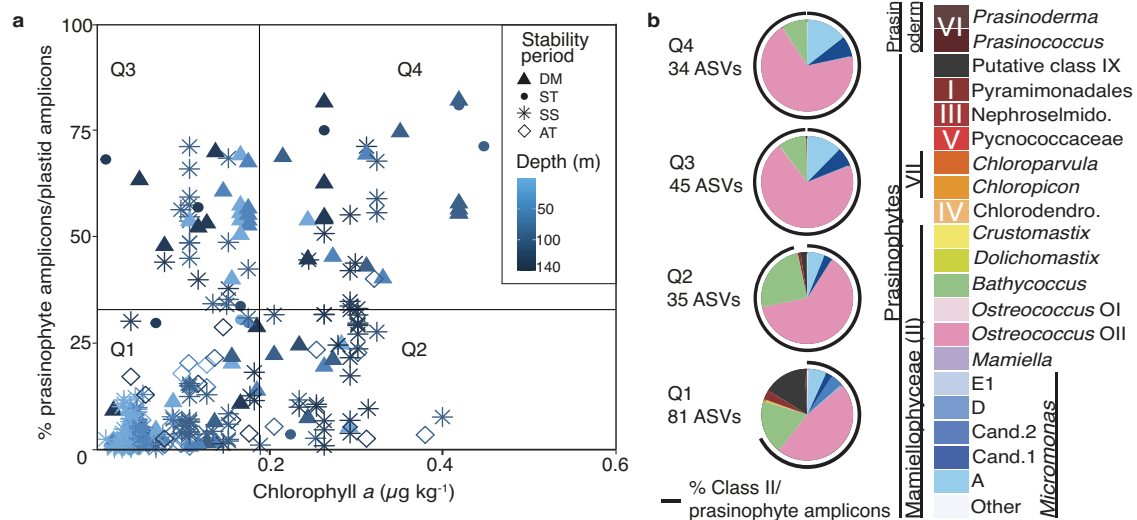 a
% prasinophyte amplicons/plastid amplicons
100
75
50
25
0
0.2
0.4
0.6
Chlorophyll a (µg kg⁻¹)
Q3
Q4
Q1
Q2
Stability
period
DM
ST
SS
AT
Depth (m)
50
100
140
b
Q4
34 ASVs
Q3
45 ASVs
Q2
35 ASVs
Q1
81 ASVs
% Class II/
prasinophyte amplicons
Prasin
oderm
Prasinophytes
VII
Mamiellophyceae (II)
VI
Prasinoderma
Prasinococcus
Putative class IX
I Pyramimonadales
III Nephroselmido.
V Pycnococcaceae
Chloroparvula
Chloropicon
IV Chlorodendro.
Crustomastix
Dolichomastix
Bathycoccus
Ostreococcus OI
Ostreococcus OII
Mamiella
E1
D
Cand.2
Cand.1
A
Other
Micromonas